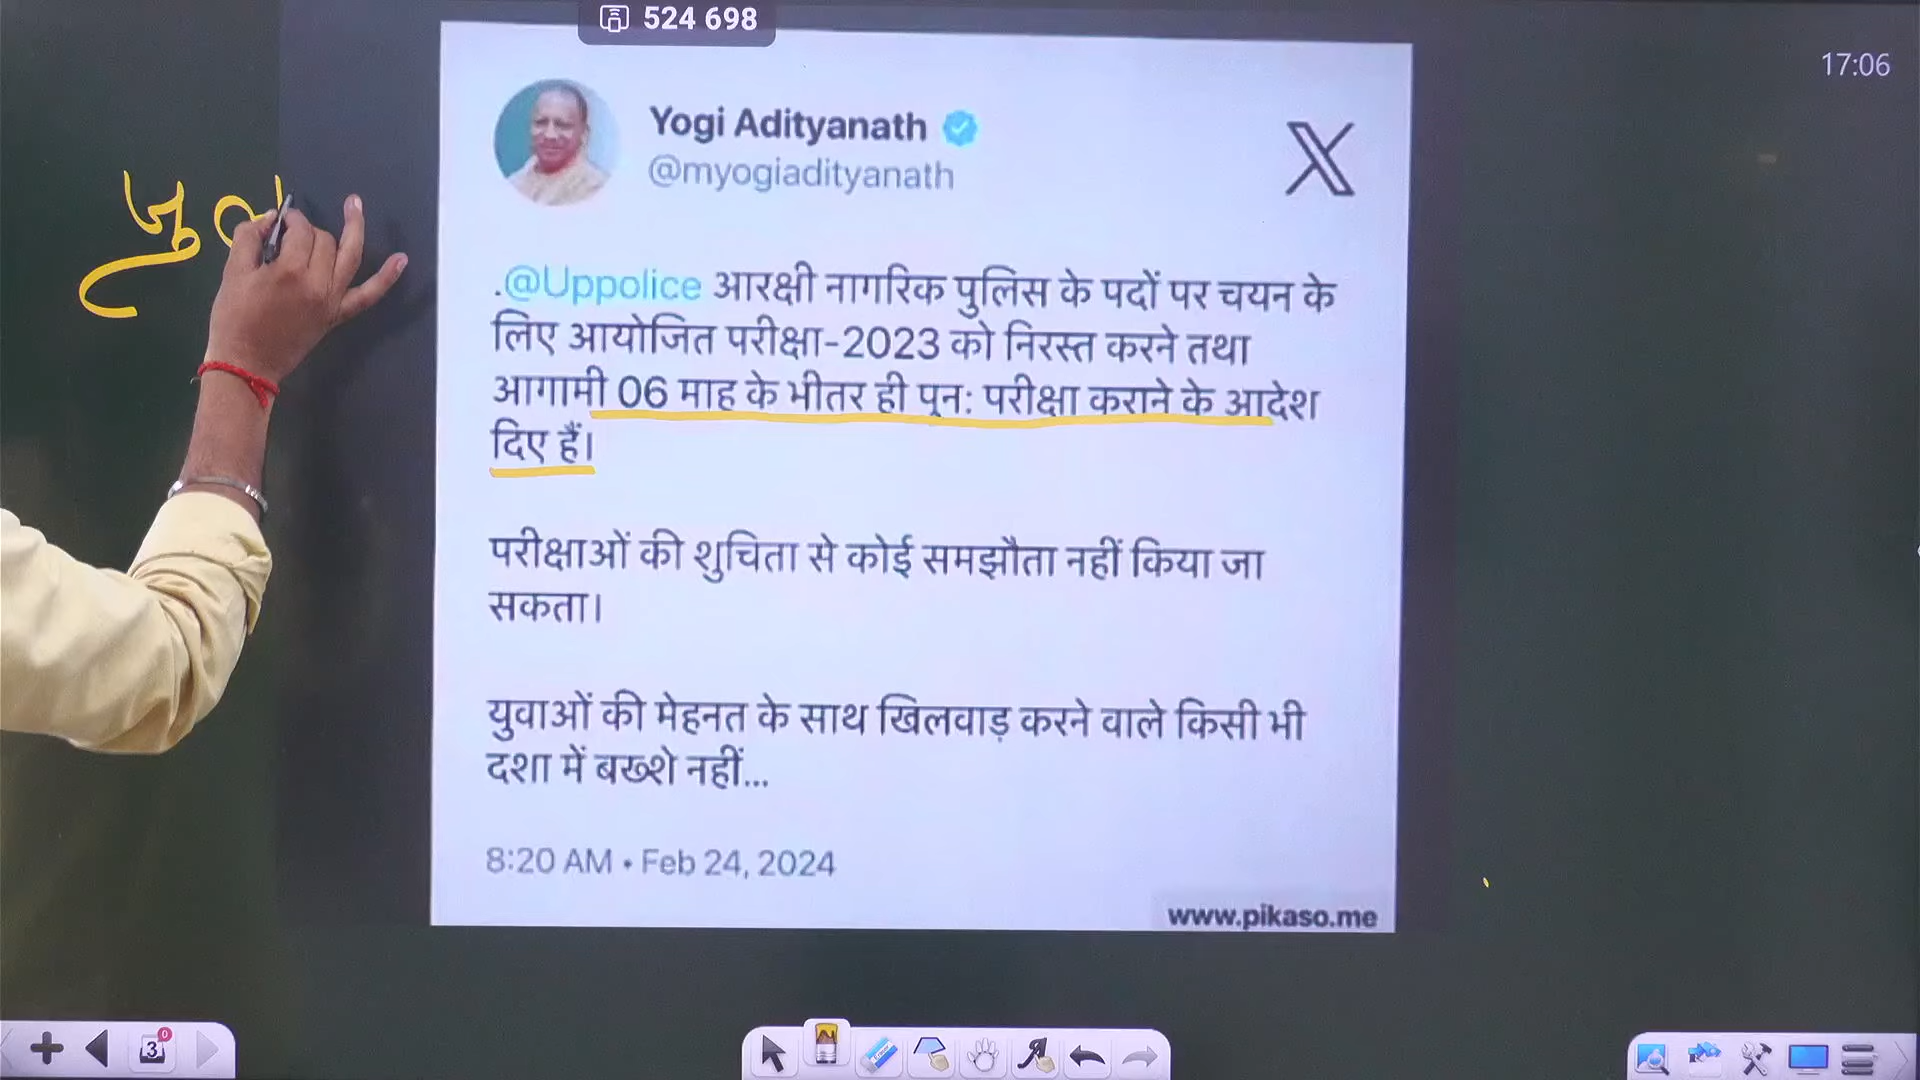 524 698
17:06
Yogi Adityanath
@myogiadityanath
.@Uppolice आरक्षी नागरिक पुलिस के पदों पर चयन के
लिए आयोजित परीक्षा-2023 को निरस्त करने तथा
आगामी 06 माह के भीतर ही पुन: परीक्षा कराने के आदेश
दिए हैं।
परीक्षाओं की शुचिता से कोई समझौता नहीं किया जा
सकता।
युवाओं की मेहनत के साथ खिलवाड़ करने वाले किसी भी
दशा में बख्शे नहीं...
8:20 AM • Feb 24, 2024
www.pikaso.me
3
0